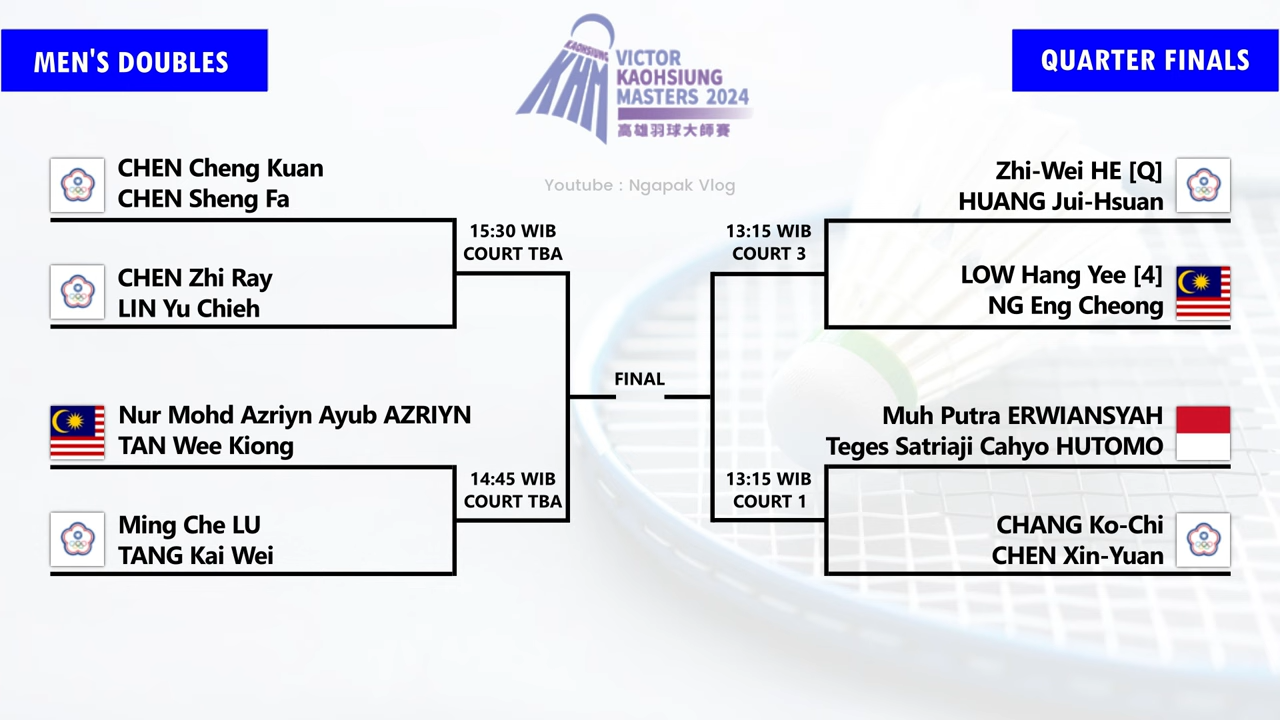 MEN'S DOUBLES
QUARTER FINALS
KAOHSIUNG
KHM
VICTOR
KAOHSIUNG
MASTERS 2024
高雄羽球大師賽
Youtube : Ngapak Vlog
CHEN Cheng Kuan
CHEN Sheng Fa
15:30 WIB
COURT TBA
CHEN Zhi Ray
LIN Yu Chieh
Nur Mohd Azriyn Ayub AZRIYN
TAN Wee Kiong
14:45 WIB
COURT TBA
Ming Che LU
TANG Kai Wei
FINAL
Zhi-Wei HE [Q]
HUANG Jui-Hsuan
13:15 WIB
COURT 3
LOW Hang Yee [4]
NG Eng Cheong
Muh Putra ERWIANSYAH
Teges Satriaji Cahyo HUTOMO
13:15 WIB
COURT 1
CHANG Ko-Chi
CHEN Xin-Yuan